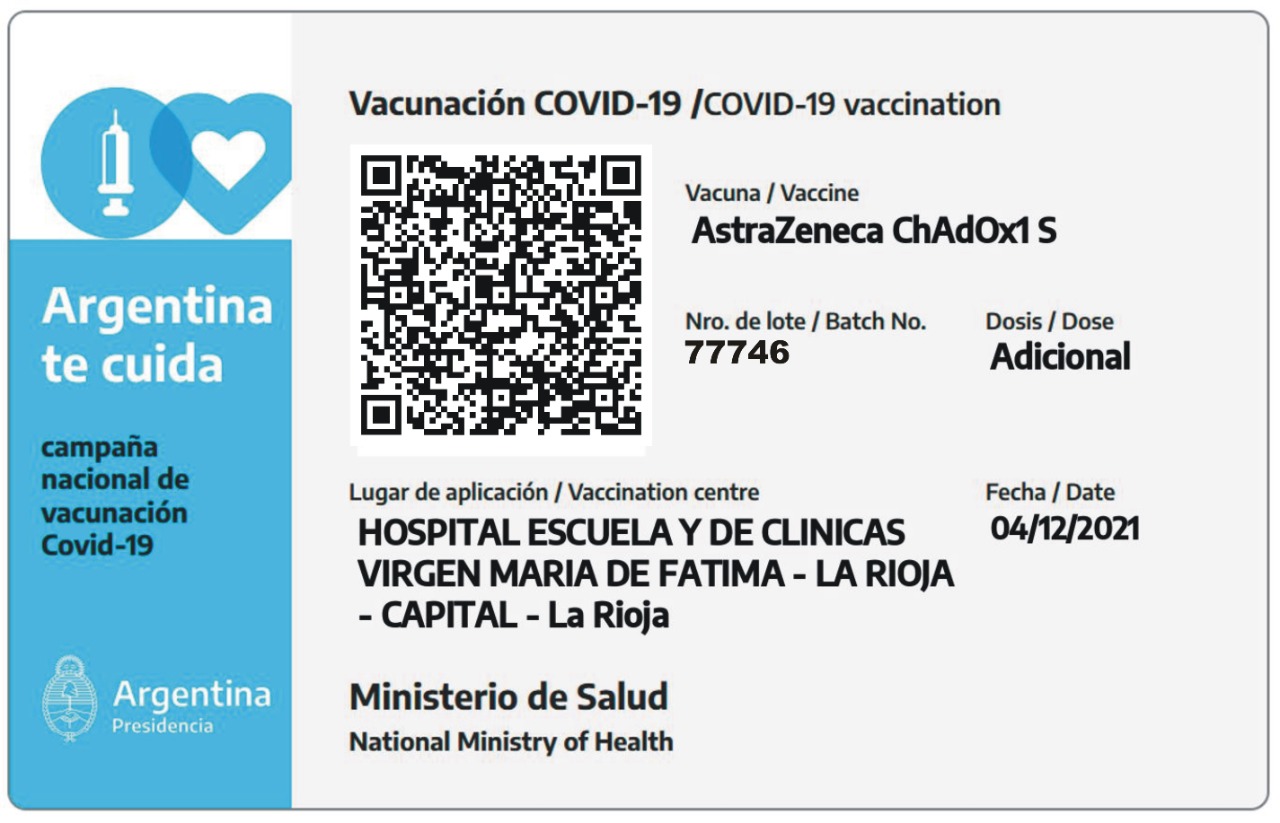 Vacunación COVID-19 /COVID-19 vaccination
Vacuna / Vaccine
AstraZeneca ChAdOx1 S
Nro. de lote / Batch No.
77746
Dosis / Dose
Adicional
Lugar de aplicación / Vaccination centre
HOSPITAL ESCUELA Y DE CLINICAS
VIRGEN MARIA DE FATIMA - LA RIOJA
- CAPITAL - La Rioja
Fecha / Date
04/12/2021
Ministerio de Salud
National Ministry of Health
Argentina
te cuida
campaña
nacional de
vacunación
Covid-19
Argentina
Presidencia